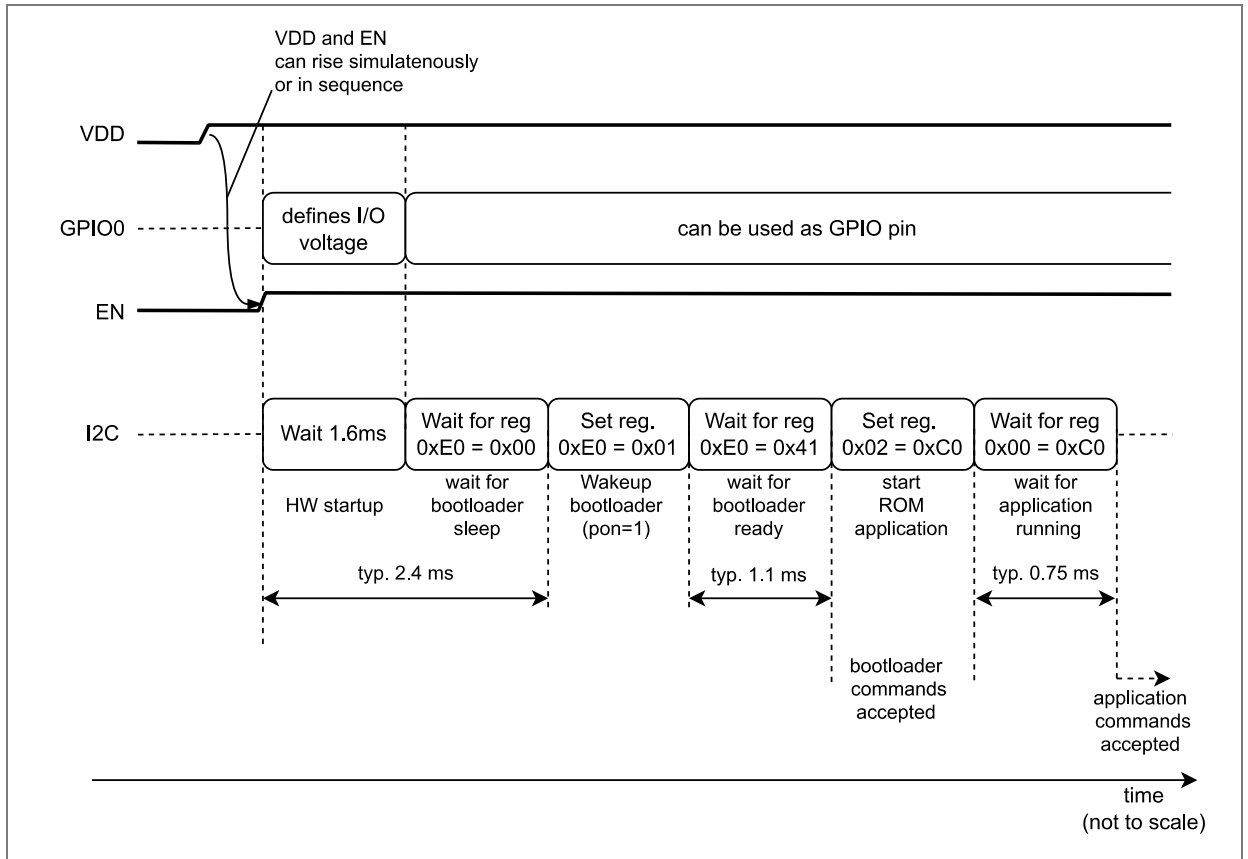 VDD and EN
can rise simulatenously
or in sequence
VDD
GPIO0
defines I/O
voltage
can be used as GPIO pin
EN
I2C
Wait 1.6ms
Wait for reg
0xE0 = 0x00
Set reg.
0xE0 = 0x01
Wait for reg
0xE0 = 0x41
Set reg.
0x02 = 0xC0
Wait for reg
0x00 = 0xC0
HW startup
wait for
bootloader
sleep
Wakeup
bootloader
(pon=1)
wait for
bootloader
ready
start
ROM
application
wait for
application
running
typ. 2.4 ms
typ. 1.1 ms
typ. 0.75 ms
bootloader
commands
accepted
application
commands
accepted
time
(not to scale)